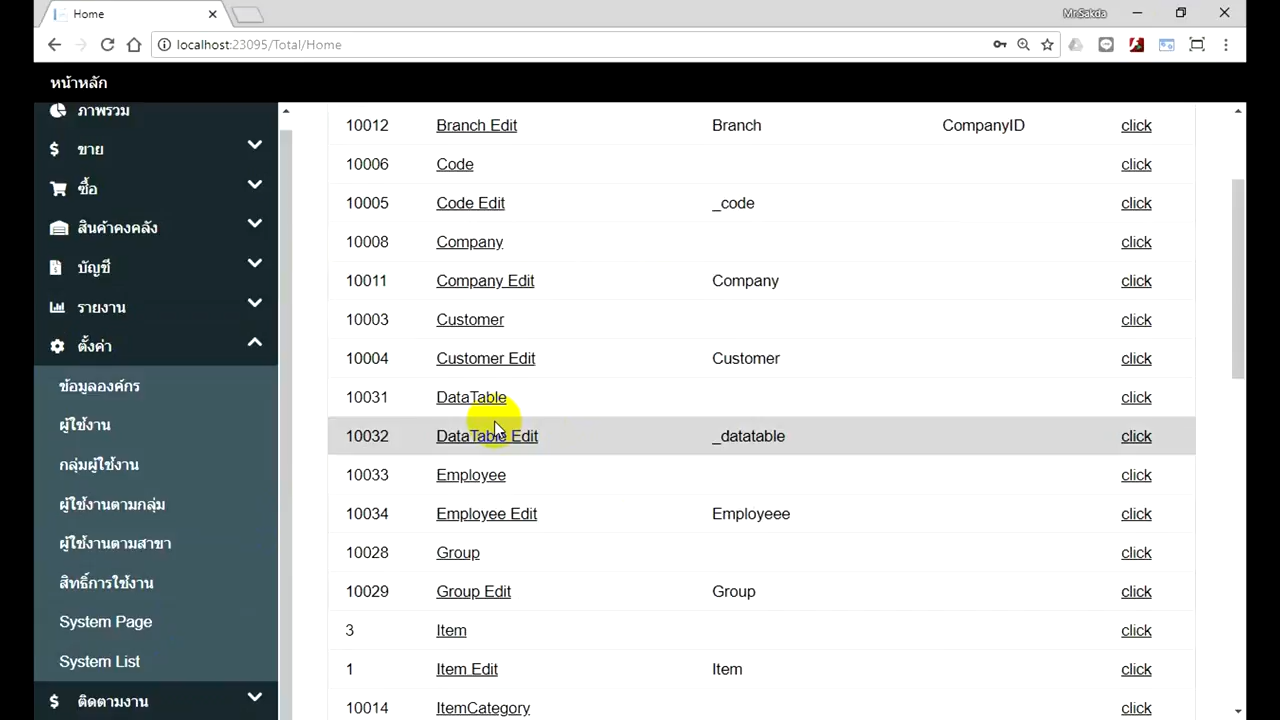 Home
MrSakda
localhost:23095/Total/Home
หน้าหลัก
ภาพรวม
ขาย
ซื้อ
สินค้าคงคลัง
บัญชี
รายงาน
ตั้งค่า
ข้อมูลองค์กร
ผู้ใช้งาน
กลุ่มผู้ใช้งาน
ผู้ใช้งานตามกลุ่ม
ผู้ใช้งานตามสาขา
สิทธิ์การใช้งาน
System Page
System List
ติดตามงาน
10012 Branch Edit Branch CompanyID click
10006 Code click
10005 Code Edit _code click
10008 Company click
10011 Company Edit Company click
10003 Customer click
10004 Customer Edit Customer click
10031 DataTable click
10032 DataTable Edit _datatable click
10033 Employee click
10034 Employee Edit Employeee click
10028 Group click
10029 Group Edit Group click
3 Item click
1 Item Edit Item click
10014 ItemCategory click